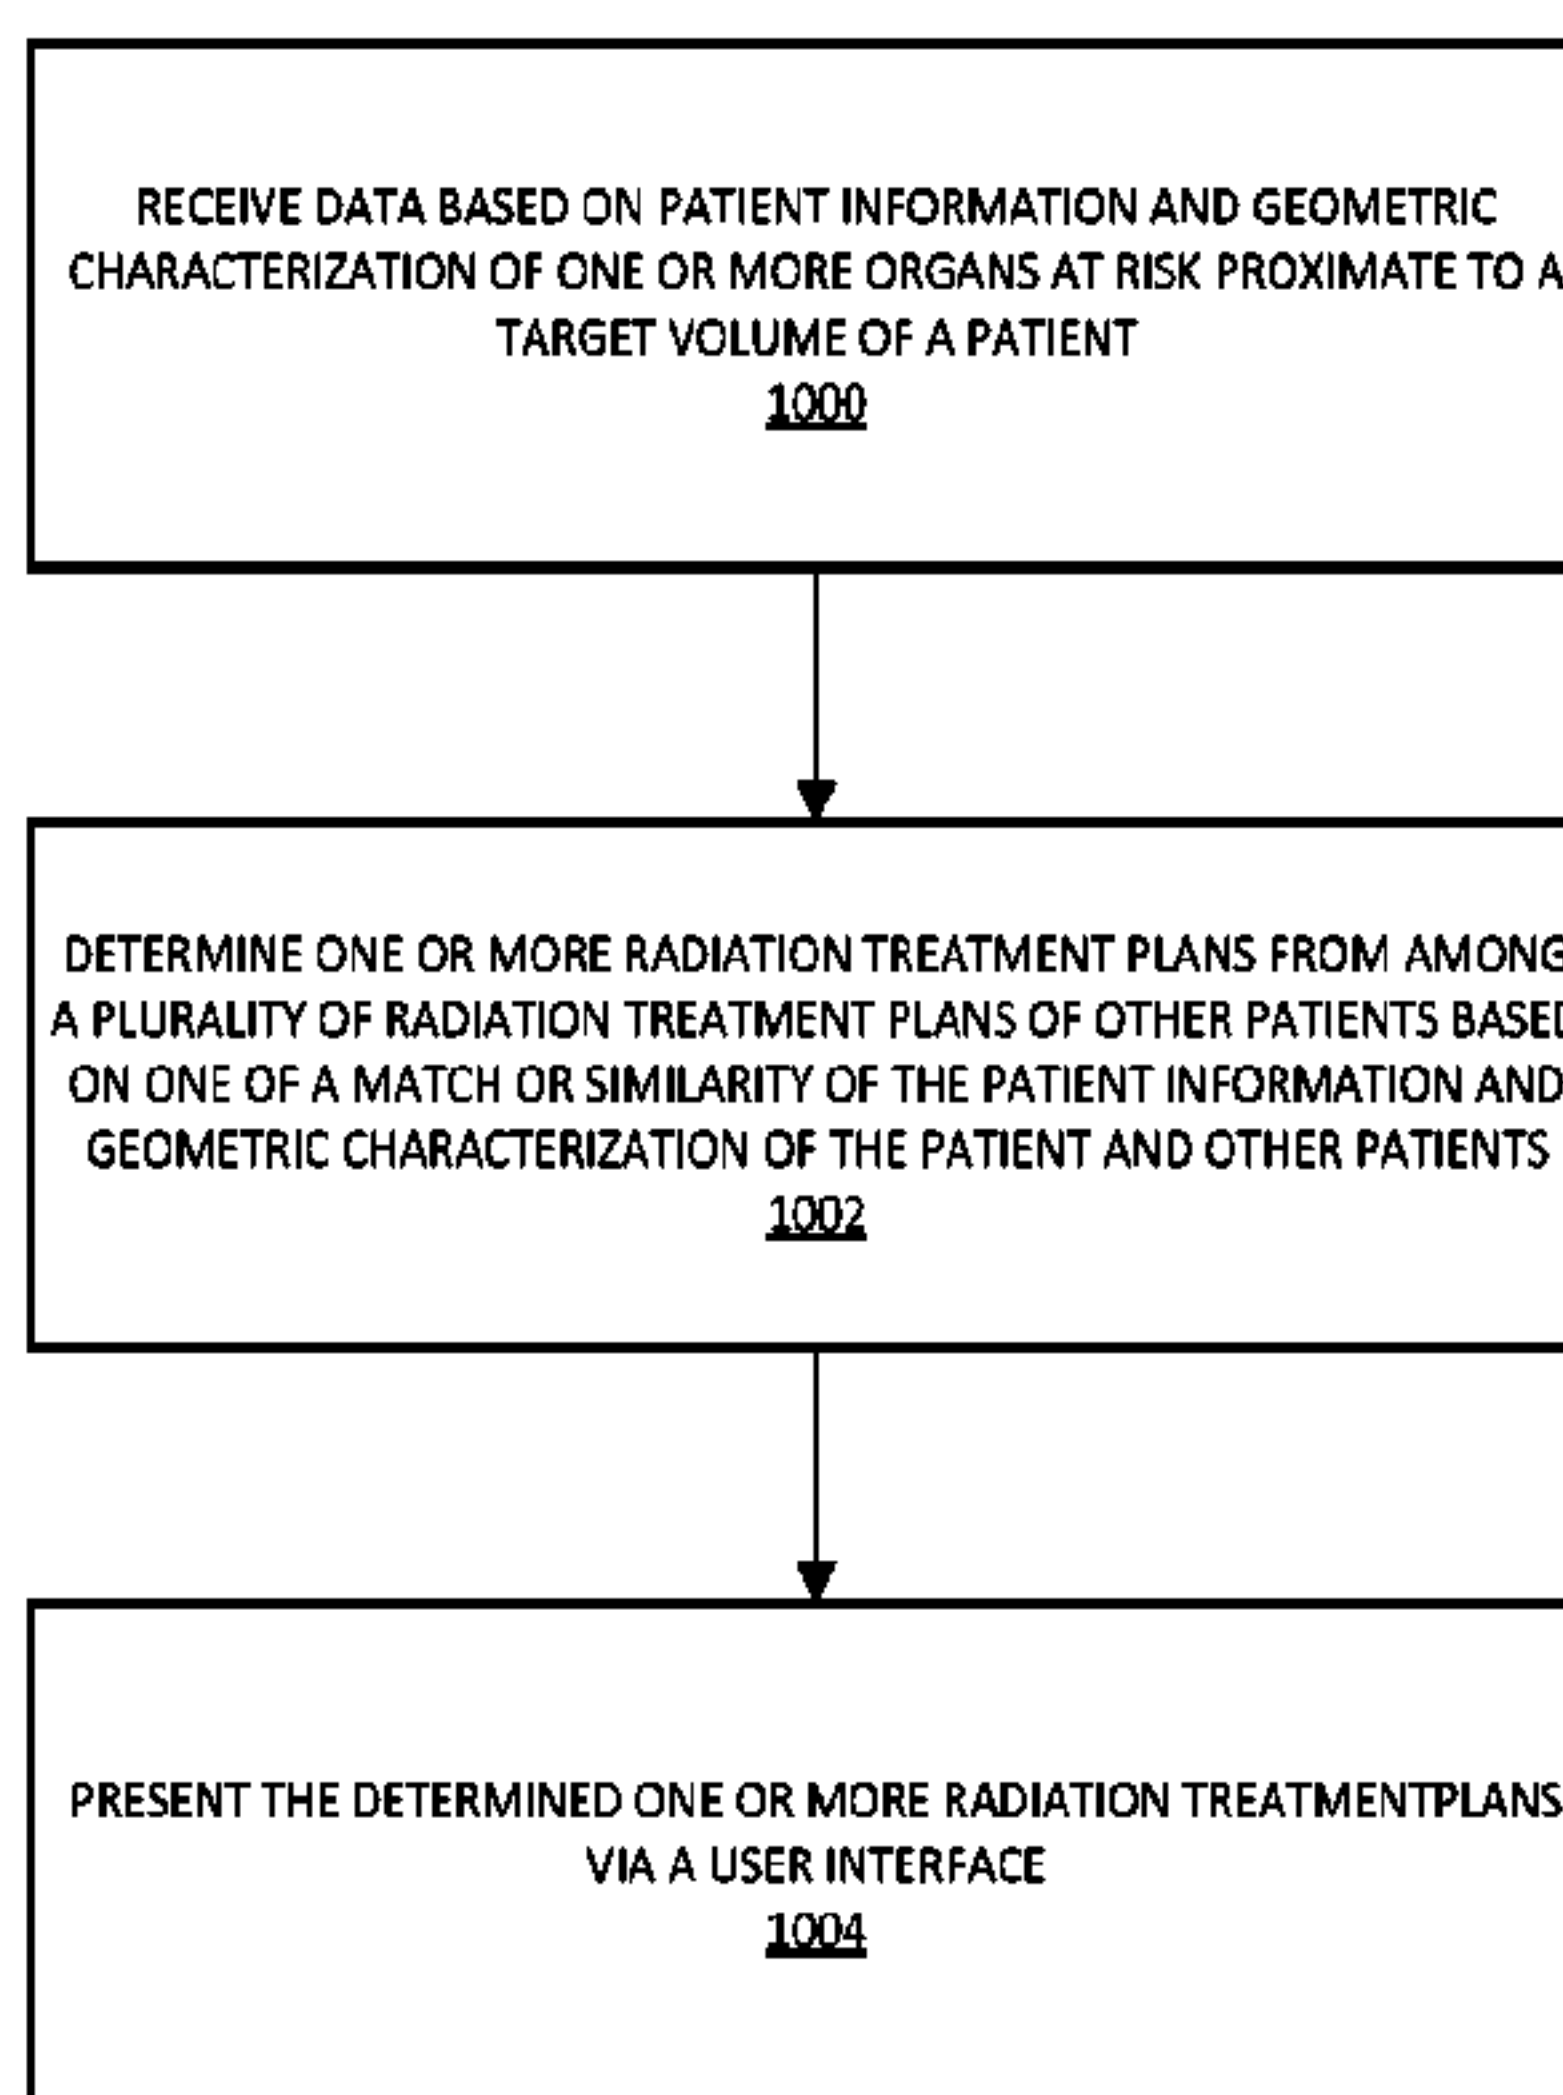 RECEIVE DATA BASED ON PATIENT INFORMATION AND GEOMETRIC
CHARACTERIZATION OF ONE OR MORE ORGANS AT RISK PROXIMATE TO A
TARGET VOLUME OF A PATIENT
1000
DETERMINE ONE OR MORE RADIATION TREATMENT PLANS FROM AMONG
A PLURALITY OF RADIATION TREATMENT PLANS OF OTHER PATIENTS BASED
ON ONE OF A MATCH OR SIMILARITY OF THE PATIENT INFORMATION AND
GEOMETRIC CHARACTERIZATION OF THE PATIENT AND OTHER PATIENTS
1002
PRESENT THE DETERMINED ONE OR MORE RADIATION TREATMENTPLANS
VIA A USER INTERFACE
1004